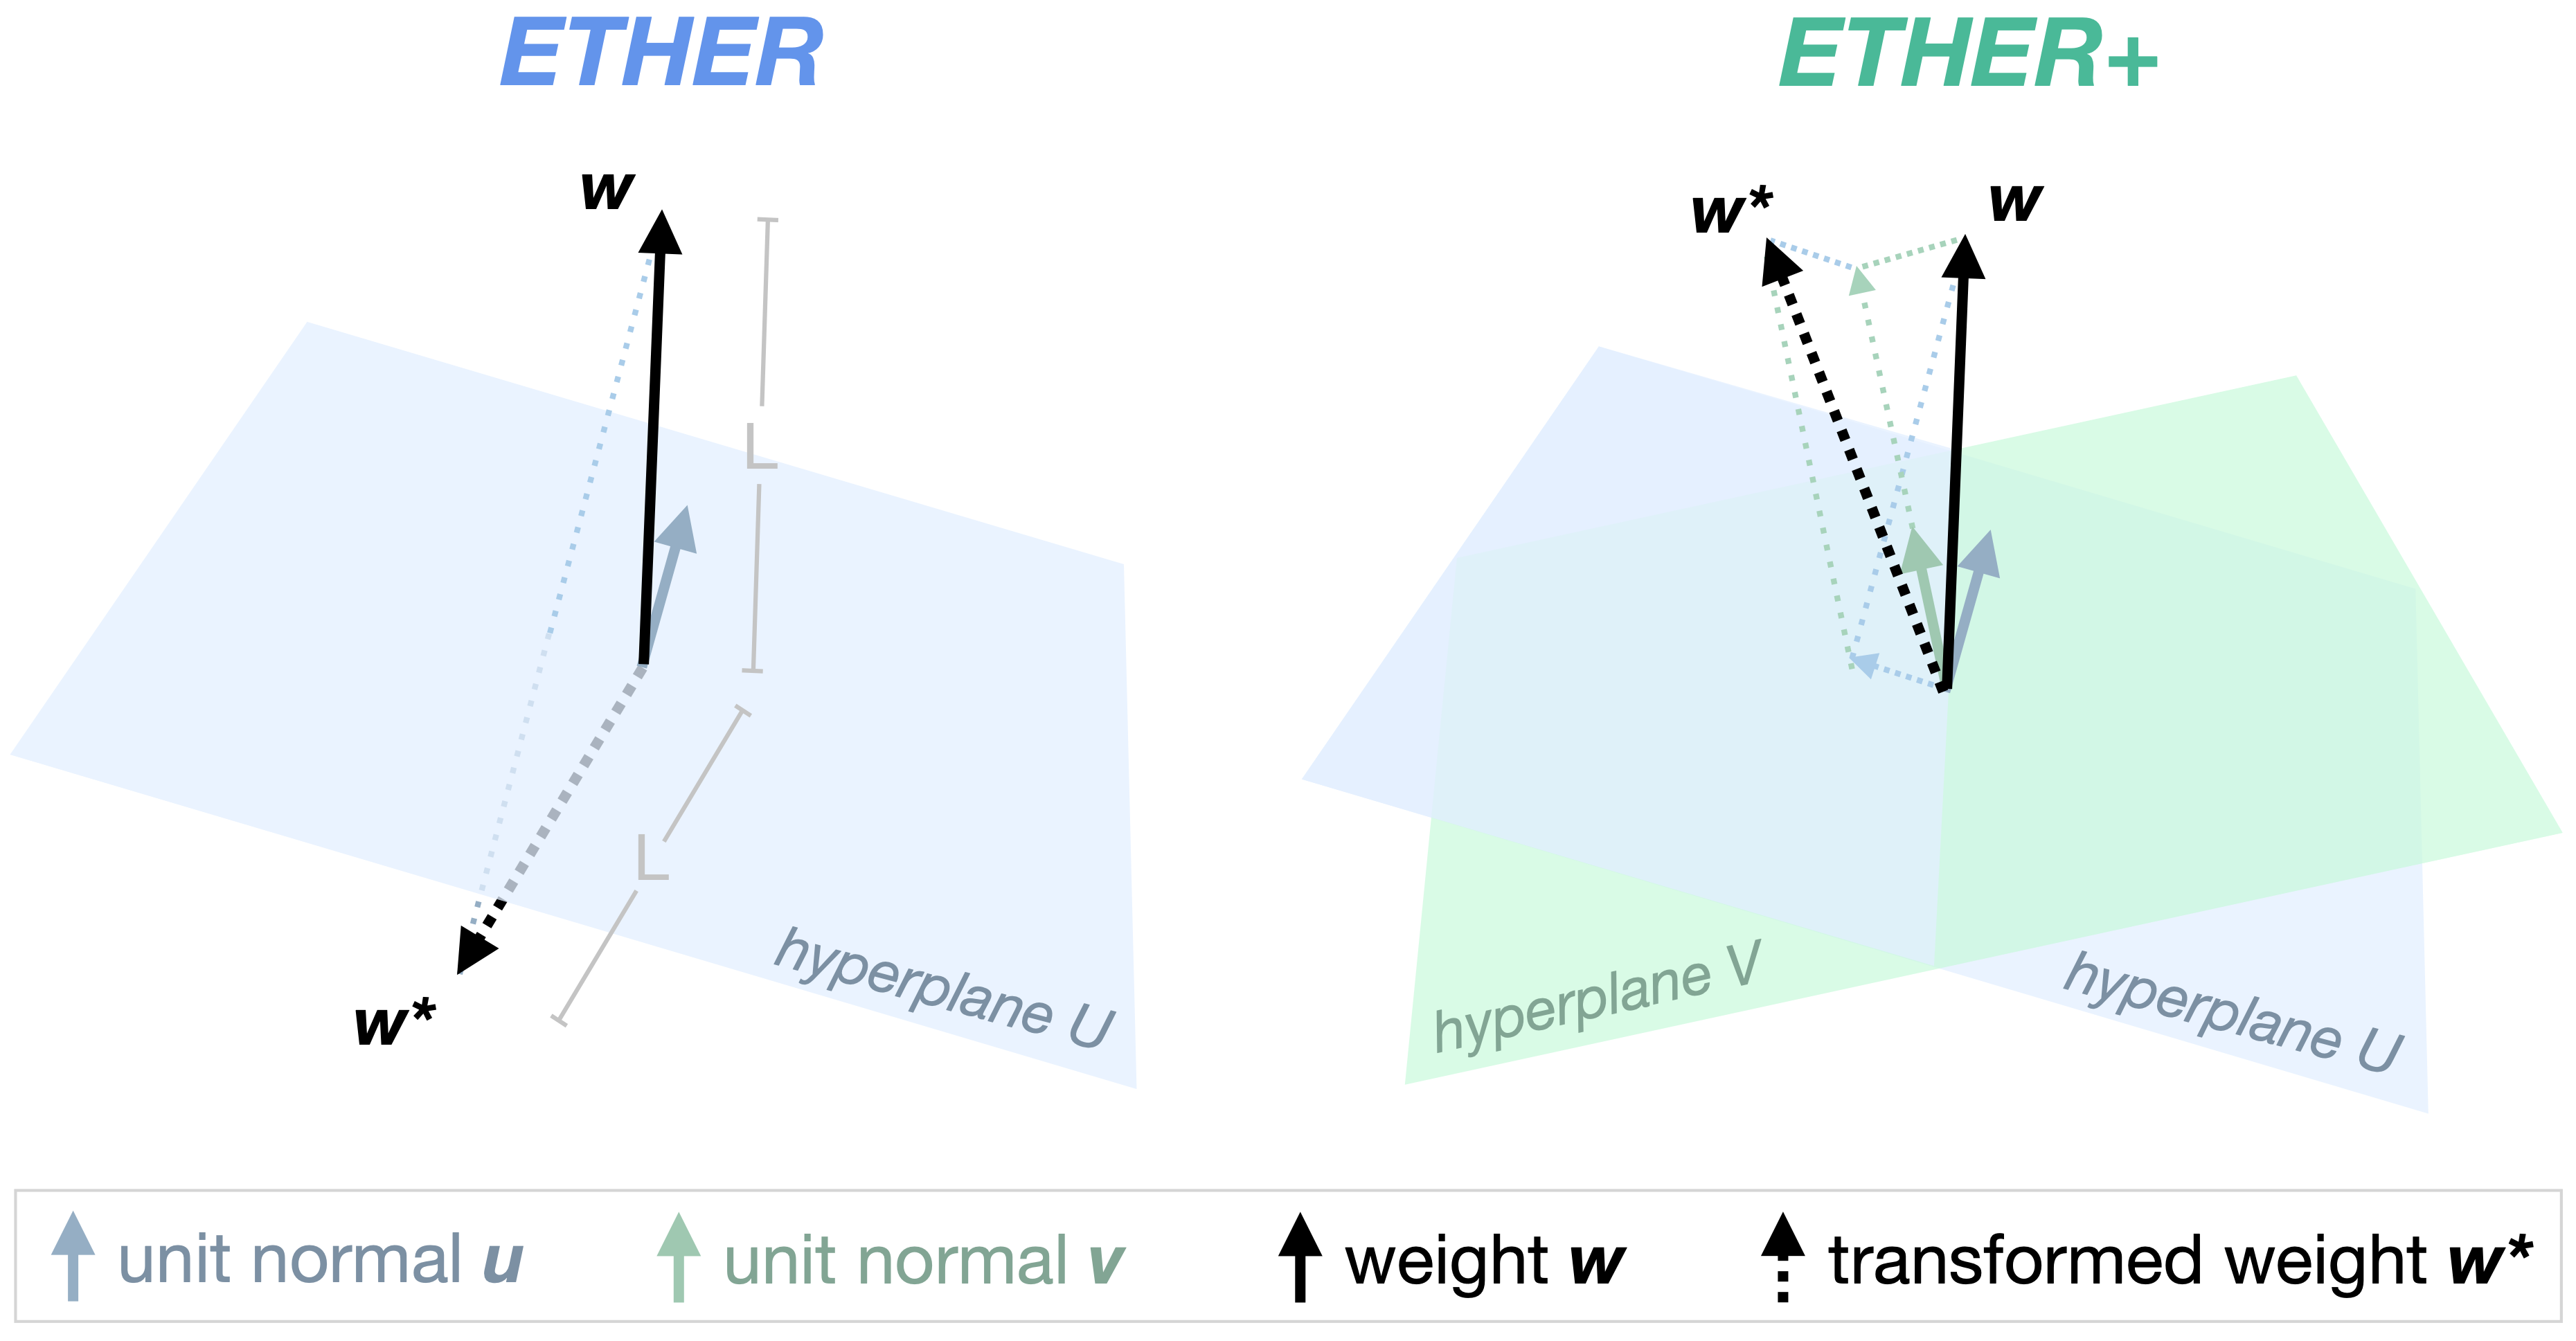 ETHER
w
L
L
w*
hyperplane U
ETHER+
w*
w
hyperplane V
hyperplane U
unit normal u
unit normal v
weight w
transformed weight w*